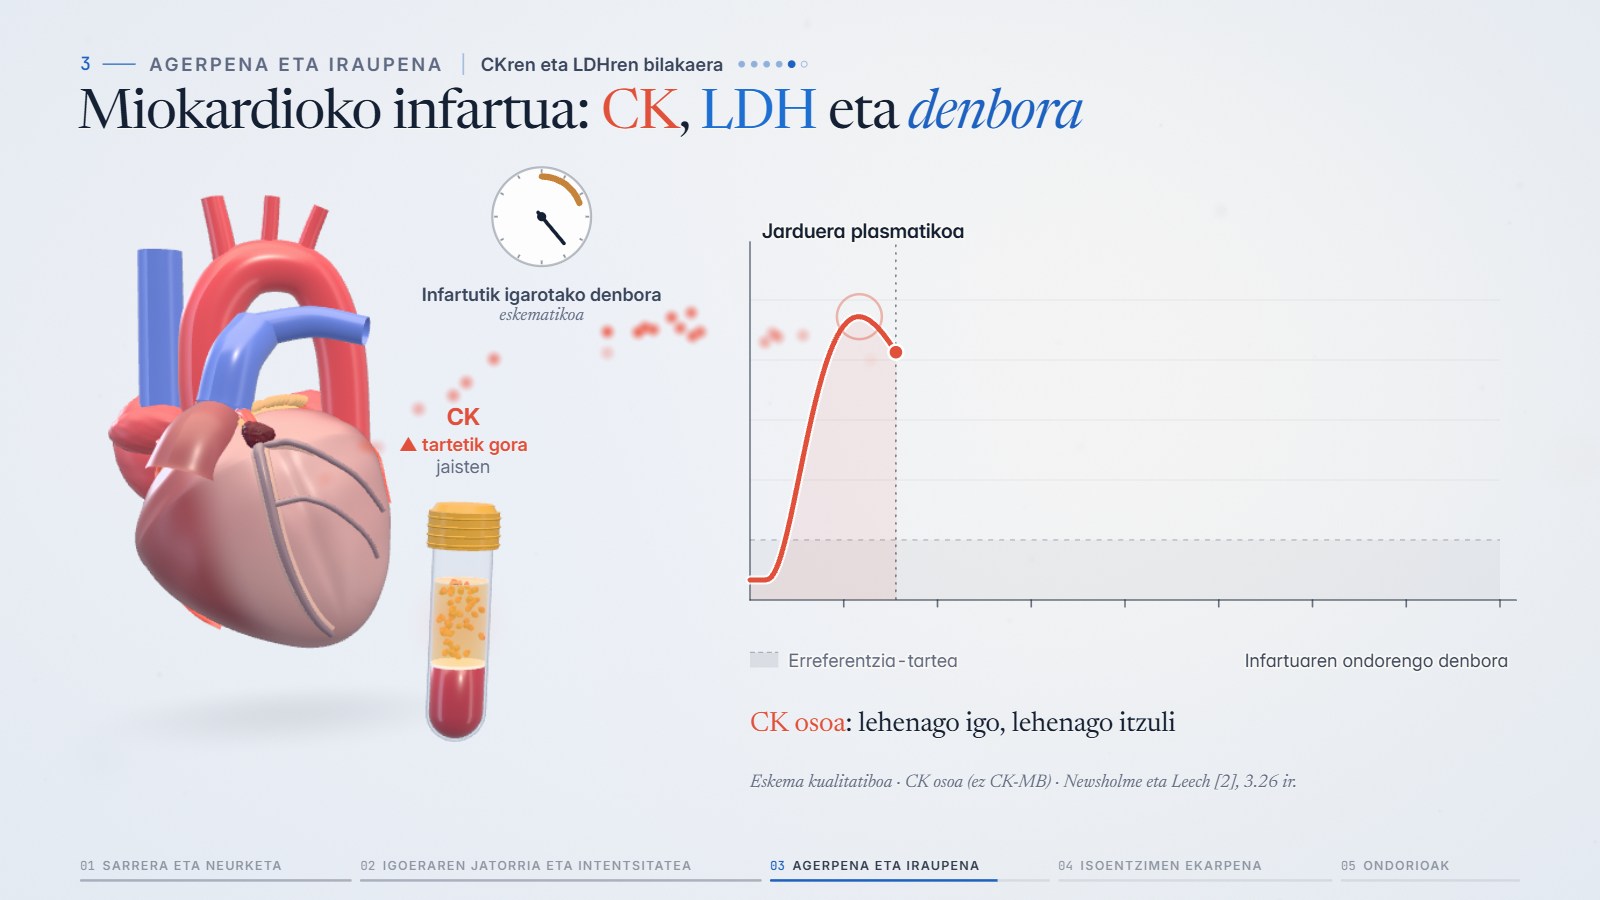 3 AGERPENA ETA IRAUPENA CKren eta LDHren bilakaera
Miokardioko infartua: CK, LDH eta denbora
Infartutik igarotako denbora
eskematikoa
CK
▲ tartetik gora
jaisten
Jarduera plasmatikoa
Erreferentzia-tartea
Infartuaren ondorengo denbora
CK osoa: lehenago igo, lehenago itzuli
Eskema kualitatiboa · CK osoa (ez CK-MB) · Newsholme eta Leech [2], 3.26 ir.
01 SARRERA ETA NEURKETA
02 IGOERAREN JATORRIA ETA INTENTSITATEA
03 AGERPENA ETA IRAUPENA
04 ISOENTZIMEN EKARPENA
05 ONDORIOAK